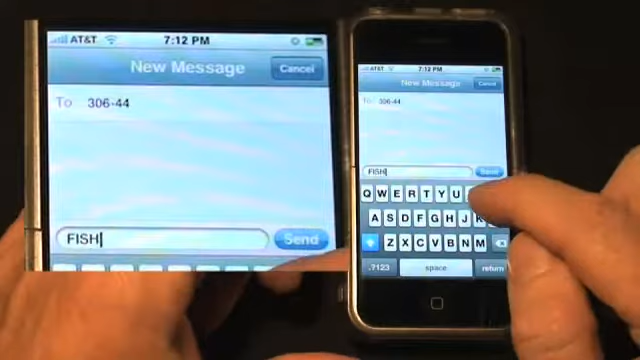 AT&T 7:12 PM
New Message Cancel
To 306-44
FISH Send
AT&T 7:12 PM
New Message Cancel
To 306-44
FISH Send
Q W E R T Y U
A S D F G H J K
Z X C V B N M
.?123 space return